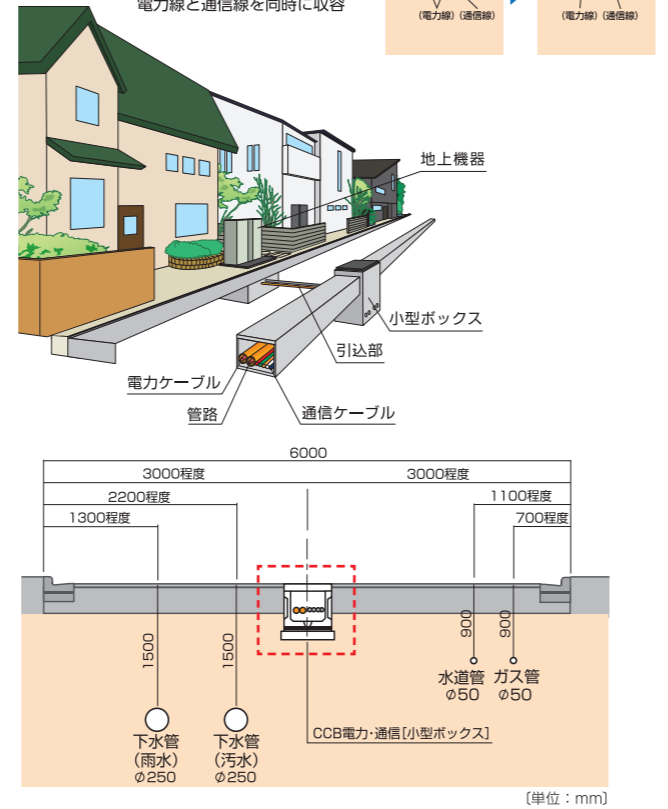 電力線と通信線を同時に収容
(電力線) (通信線)
(電力線) (通信線)
地上機器
小型ボックス
引込部
電力ケーブル
管路
通信ケーブル
6000
3000程度
3000程度
2200程度
1100程度
1300程度
700程度
1500
1500
900
900
水道管
Ø50
ガス管
Ø50
下水管
(雨水)
Ø250
下水管
(汚水)
Ø250
CCB電力・通信[小型ボックス]
〔単位：mm〕